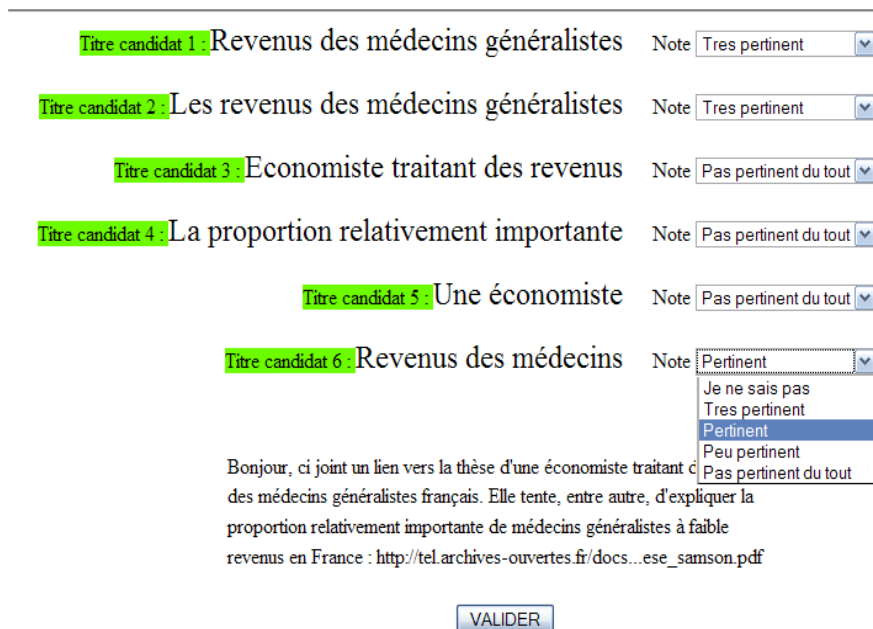 Titre candidat 1 : Revenus des médecins généralistes Note Tres pertinent
Titre candidat 2 : Les revenus des médecins généralistes Note Tres pertinent
Titre candidat 3 : Economiste traitant des revenus Note Pas pertinent du tout
Titre candidat 4 : La proportion relativement importante Note Pas pertinent du tout
Titre candidat 5 : Une économiste Note Pas pertinent du tout
Titre candidat 6 : Revenus des médecins Note Pertinent
Je ne sais pas
Tres pertinent
Pertinent
Peu pertinent
Pas pertinent du tout
Bonjour, ci joint un lien vers la thèse d'une économiste traitant
des médecins généralistes français. Elle tente, entre autre, d'expliquer la
proportion relativement importante de médecins généralistes à faible
revenus en France : http://tel.archives-ouvertes.fr/docs...ese_samson.pdf
VALIDER